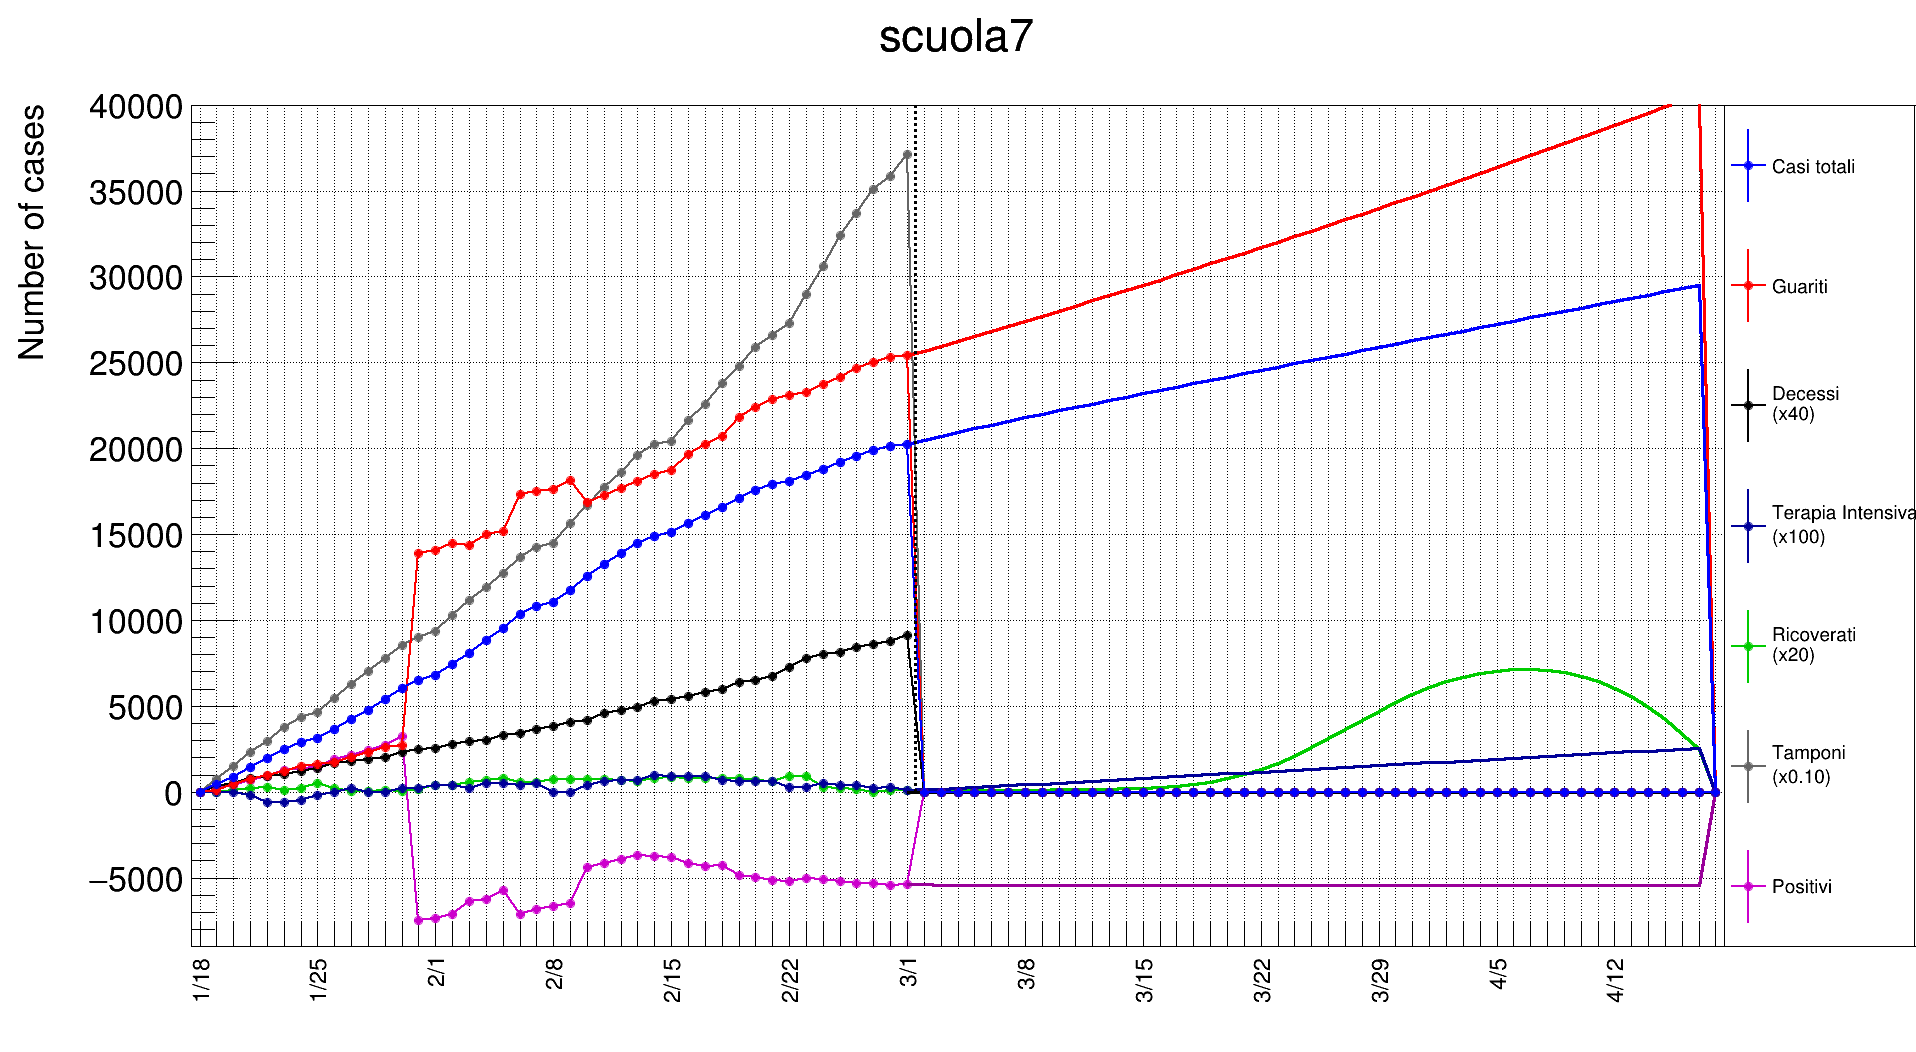 scuola7
Number of cases
40000
35000
30000
25000
20000
15000
10000
5000
0
−5000
1/18
1/25
2/1
2/8
2/15
2/22
3/1
3/8
3/15
3/22
3/29
4/5
4/12
Casi totali
Guariti
Decessi
(x40)
Terapia Intensiva
(x100)
Ricoverati
(x20)
Tamponi
(x0.10)
Positivi